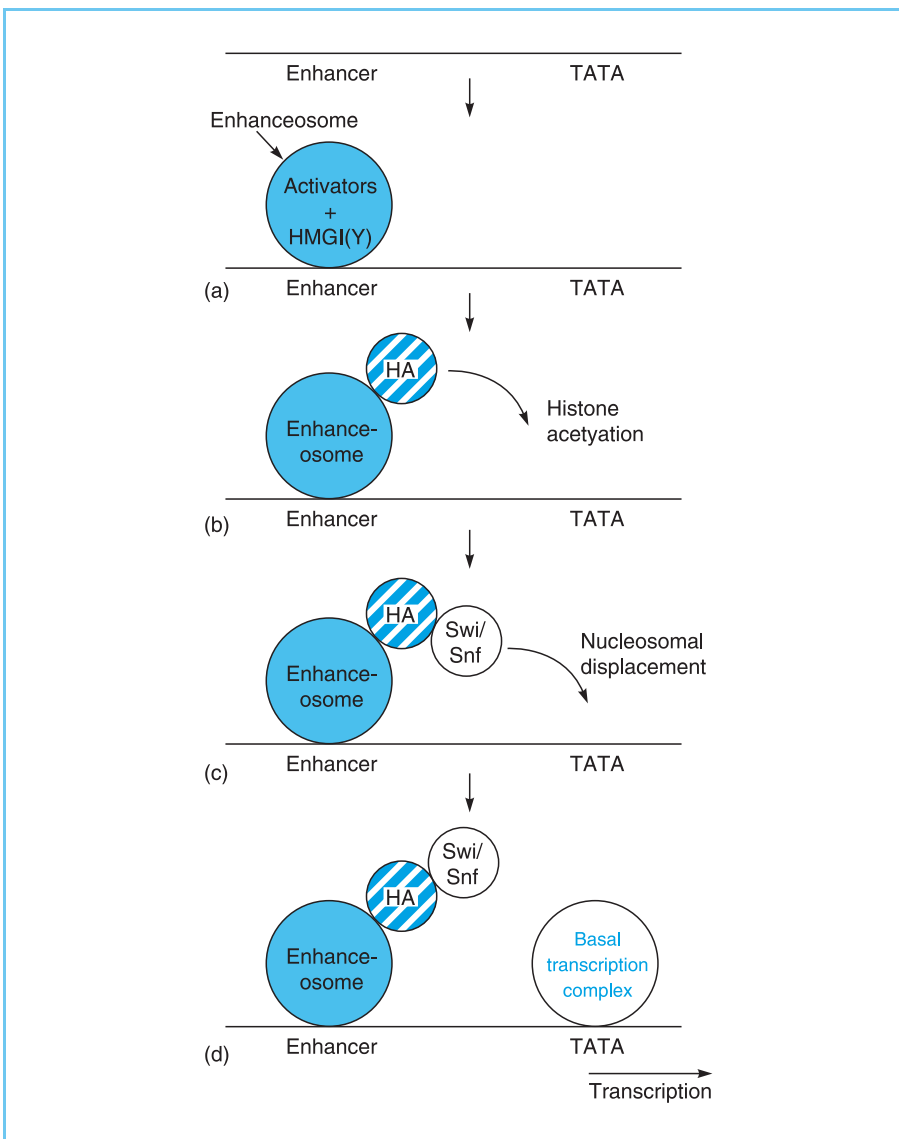 Enhancer TATA
Enhanceosome
Activators
+
HMGI(Y)
(a) Enhancer TATA
HA
Histone
acetyation
Enhance-
osome
(b) Enhancer TATA
HA
Swi/
Snf
Nucleosomal
displacement
Enhance-
osome
(c) Enhancer TATA
Swi/
Snf
HA
Enhance-
osome
Basal
transcription
complex
(d) Enhancer TATA
Transcription